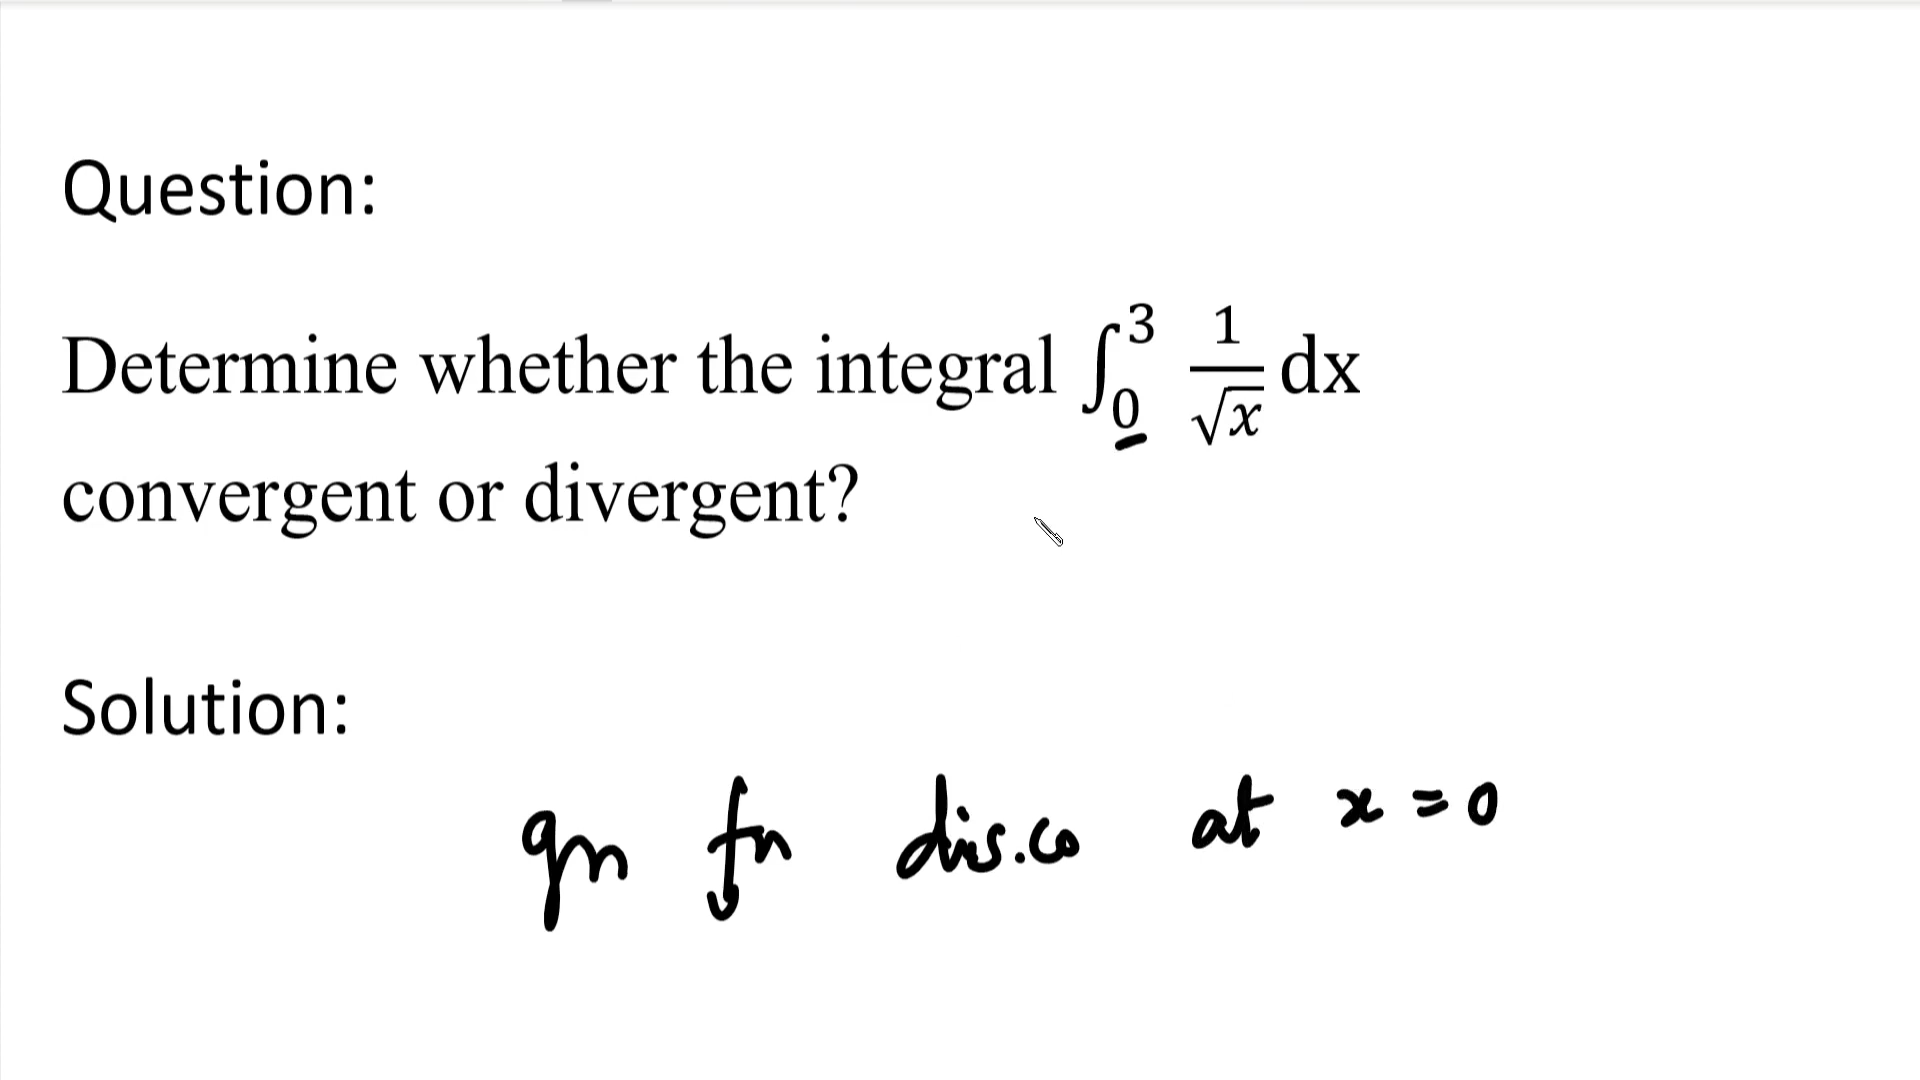 Question:
Determine whether the integral ∫₀³ 1/√x dx
convergent or divergent?
Solution:
gn fn dis.co at x = 0